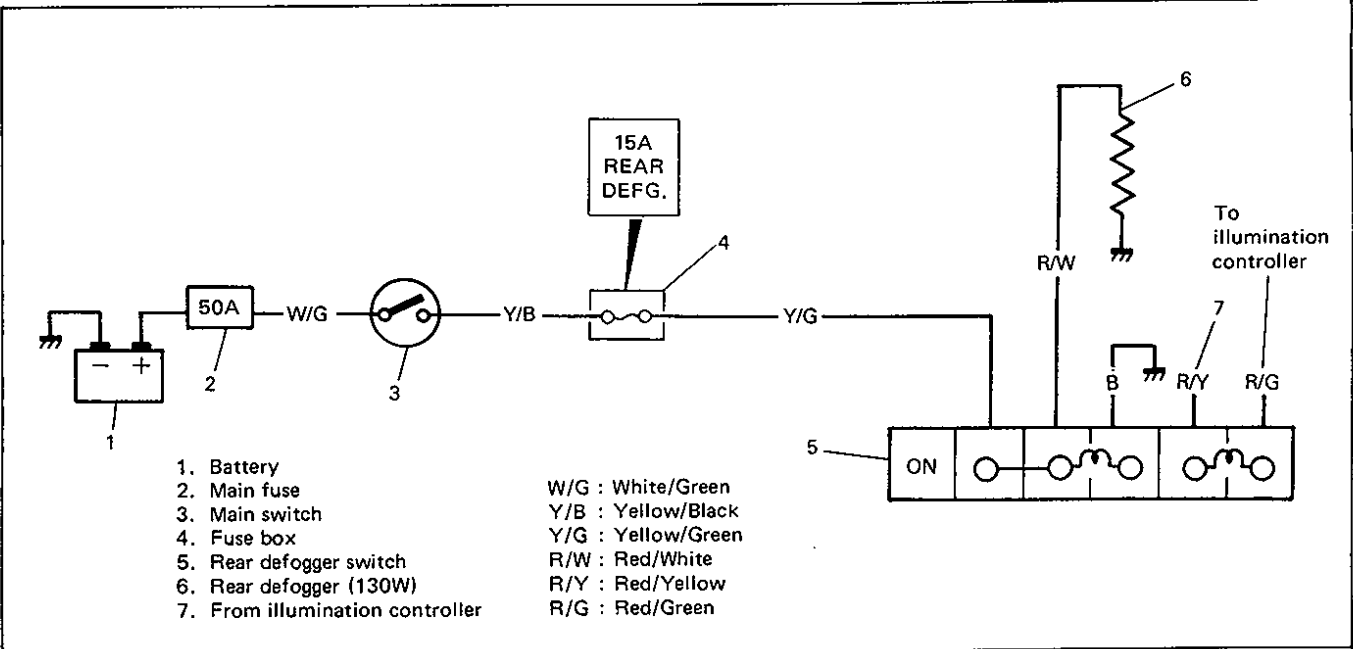 6
15A
REAR
DEFG.
To
illumination
controller
4
R/W
7
50A
W/G
Y/B
Y/G
B
R/Y
R/G
− +
2
3
1
5
ON
1. Battery
2. Main fuse
3. Main switch
4. Fuse box
5. Rear defogger switch
6. Rear defogger (130W)
7. From illumination controller
W/G : White/Green
Y/B : Yellow/Black
Y/G : Yellow/Green
R/W : Red/White
R/Y : Red/Yellow
R/G : Red/Green